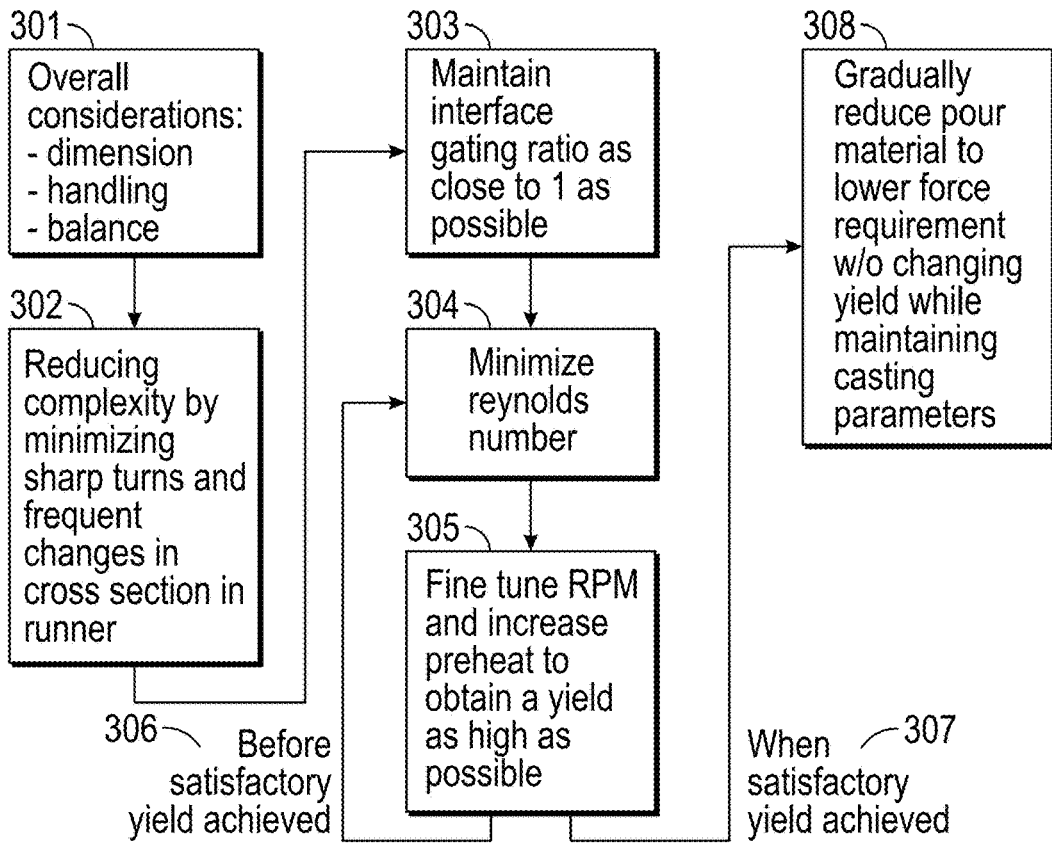 301
Overall
considerations:
- dimension
- handling
- balance
302
Reducing
complexity by
minimizing
sharp turns and
frequent
changes in
cross section in
runner
303
Maintain
interface
gating ratio as
close to 1 as
possible
304
Minimize
reynolds
number
305
Fine tune RPM
and increase
preheat to
obtain a yield
as high as
possible
306
Before
satisfactory
yield achieved
307
When
satisfactory
yield achieved
308
Gradually
reduce pour
material to
lower force
requirement
w/o changing
yield while
maintaining
casting
parameters